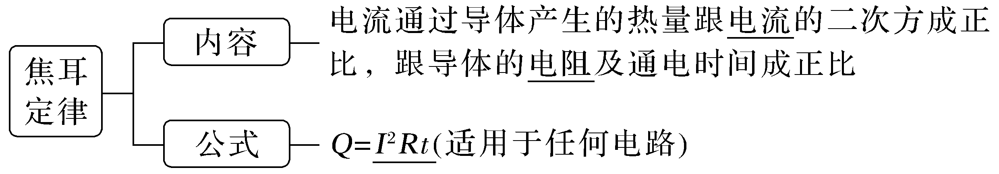 焦耳
定律
内容
电流通过导体产生的热量跟电流的二次方成正
比，跟导体的电阻及通电时间成正比
公式
Q=I²Rt(适用于任何电路)